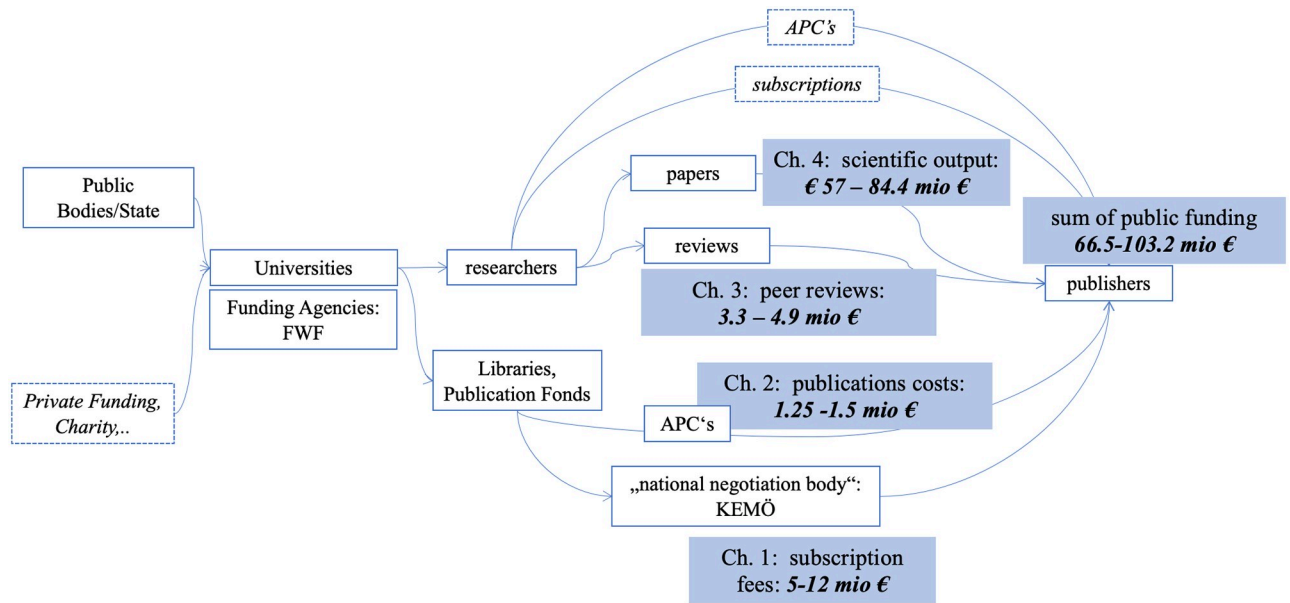 APC's
subscriptions
Public
Bodies/State
papers
Ch. 4:  scientific output:
€ 57 – 84.4 mio €
sum of public funding
66.5-103.2 mio €
Universities
researchers
reviews
publishers
Funding Agencies:
FWF
Ch. 3:  peer reviews:
3.3 – 4.9 mio €
Libraries,
Publication Fonds
Private Funding,
Charity,..
Ch. 2:  publications costs:
1.25 -1.5 mio €
APC‘s
„national negotiation body“:
KEMÖ
Ch. 1:  subscription
fees: 5-12 mio €